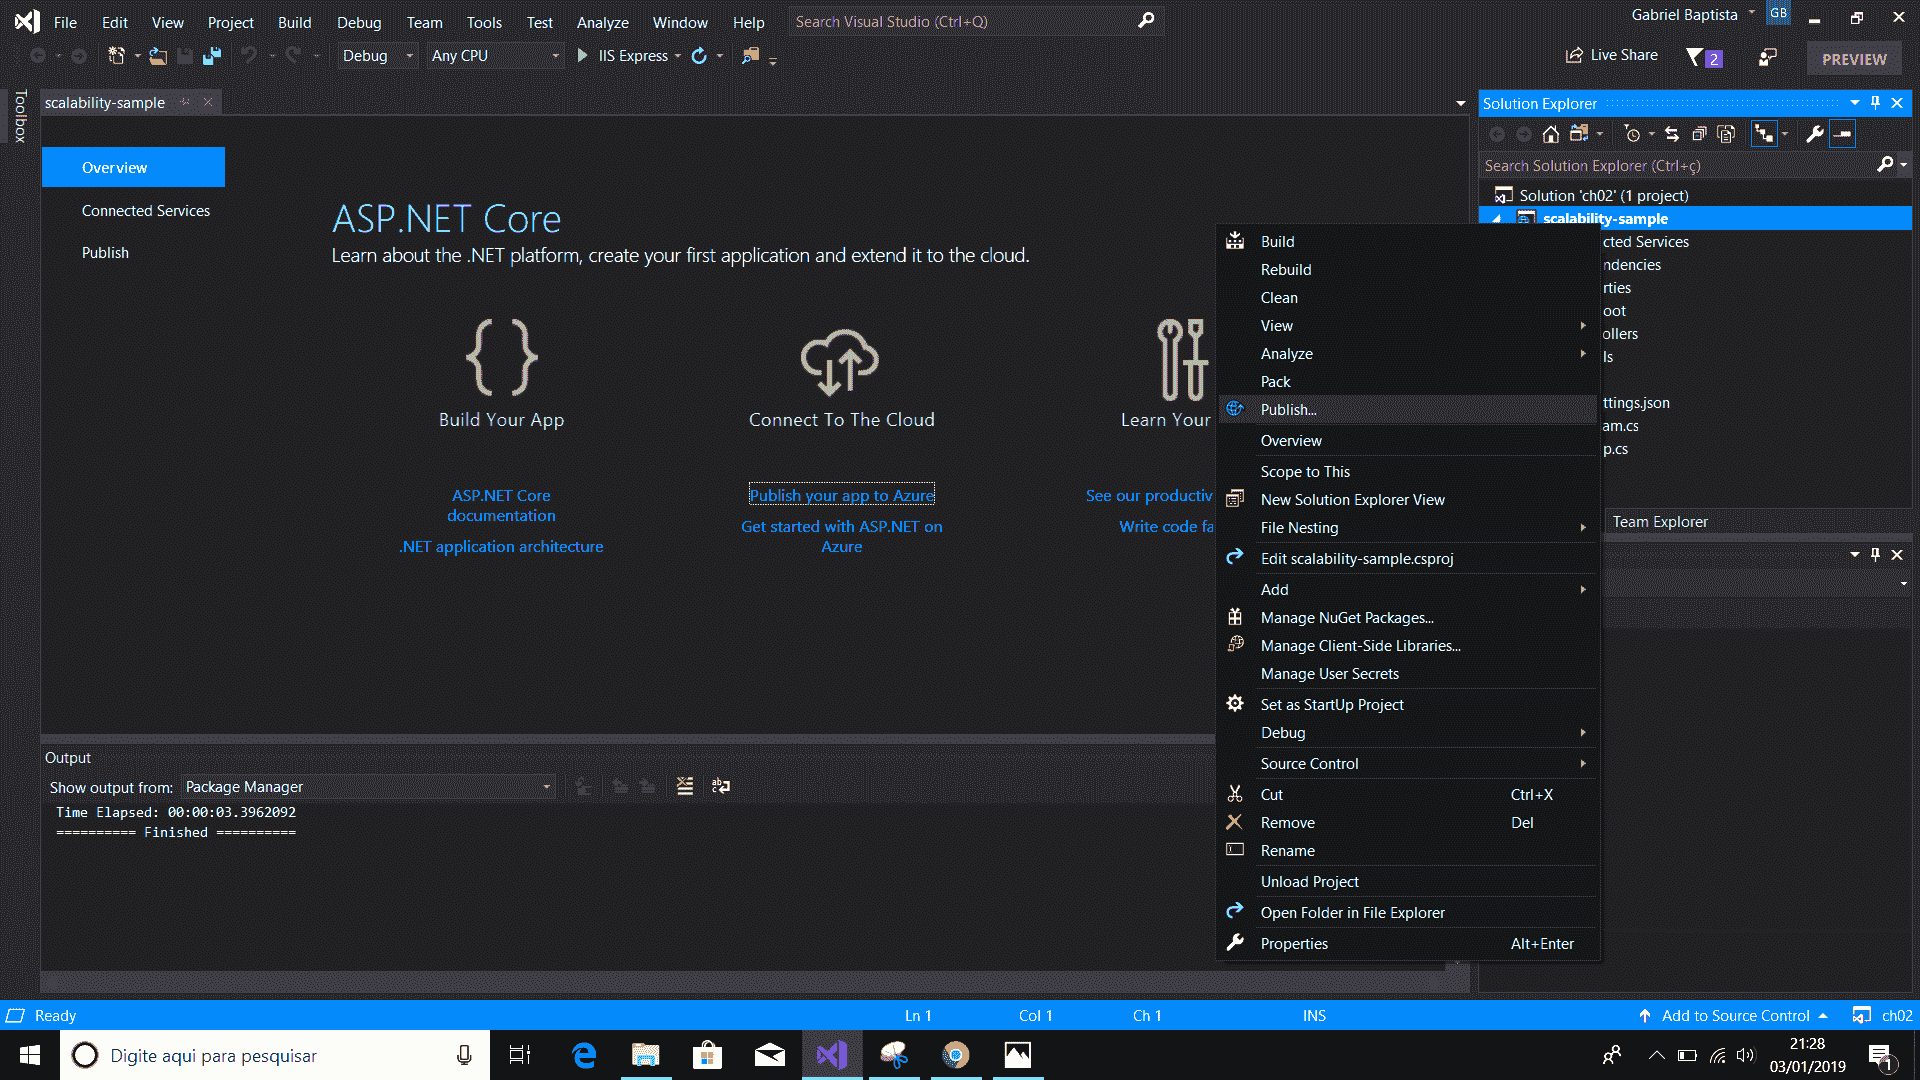 File Edit View Project Build Debug Team Tools Test Analyze Window Help Search Visual Studio (Ctrl+Q) Gabriel Baptista GB
Debug Any CPU IIS Express Live Share 2 PREVIEW
Toolbox
scalability-sample
Overview
Connected Services
Publish
ASP.NET Core
Learn about the .NET platform, create your first application and extend it to the cloud.
Build Your App
ASP.NET Core
documentation
.NET application architecture
Connect To The Cloud
Publish your app to Azure
Get started with ASP.NET on
Azure
Learn Your
See our productiv
Write code fa
Output
Show output from: Package Manager
Time Elapsed: 00:00:03.3962092
========== Finished ==========
Solution Explorer
Search Solution Explorer (Ctrl+ç)
Solution 'ch02' (1 project)
scalability-sample
cted Services
ndencies
rties
oot
ollers
ls
ttings.json
am.cs
p.cs
Team Explorer
Build
Rebuild
Clean
View
Analyze
Pack
Publish...
Overview
Scope to This
New Solution Explorer View
File Nesting
Edit scalability-sample.csproj
Add
Manage NuGet Packages...
Manage Client-Side Libraries...
Manage User Secrets
Set as StartUp Project
Debug
Source Control
Cut Ctrl+X
Remove Del
Rename
Unload Project
Open Folder in File Explorer
Properties Alt+Enter
Ready Ln 1 Col 1 Ch 1 INS Add to Source Control ch02
Digite aqui para pesquisar
21:28
03/01/2019
1